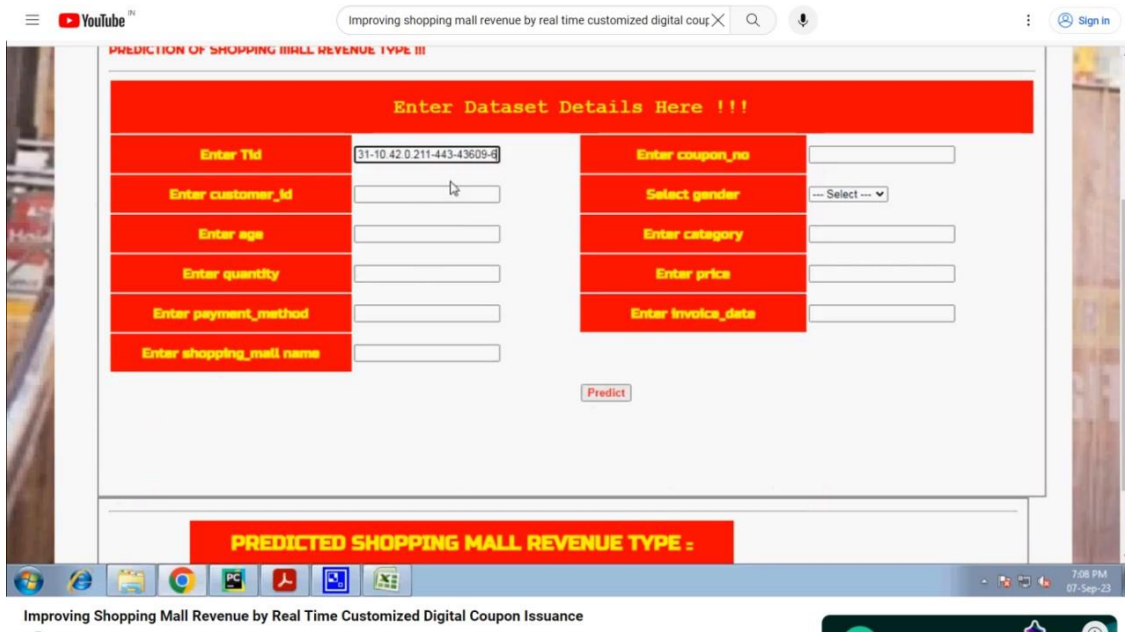 YouTube IN
Improving shopping mall revenue by real time customized digital coup
Sign in
PREDICTION OF SHOPPING MALL REVENUE TYPE !!!
Enter Dataset Details Here !!!
Enter Tid 31-10.42.0.211-443-43609-6 Enter coupon_no
Enter customer_id Select gender --- Select ---
Enter age Enter category
Enter quantity Enter price
Enter payment_method Enter invoice_date
Enter shopping_mall name
Predict
PREDICTED SHOPPING MALL REVENUE TYPE :
PC
7:08 PM
07-Sep-23
Improving Shopping Mall Revenue by Real Time Customized Digital Coupon Issuance